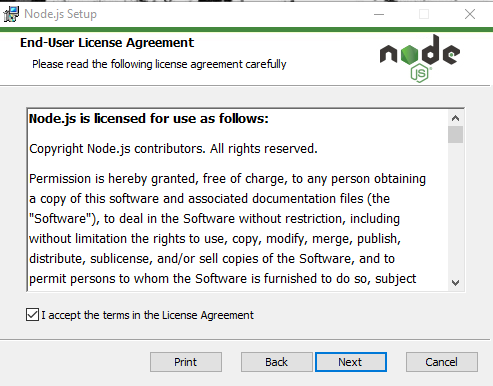 Node.js Setup
End-User License Agreement
Please read the following license agreement carefully
node
JS
Node.js is licensed for use as follows:
Copyright Node.js contributors. All rights reserved.
Permission is hereby granted, free of charge, to any person obtaining
a copy of this software and associated documentation files (the
"Software"), to deal in the Software without restriction, including
without limitation the rights to use, copy, modify, merge, publish,
distribute, sublicense, and/or sell copies of the Software, and to
permit persons to whom the Software is furnished to do so, subject
I accept the terms in the License Agreement
Print Back Next Cancel